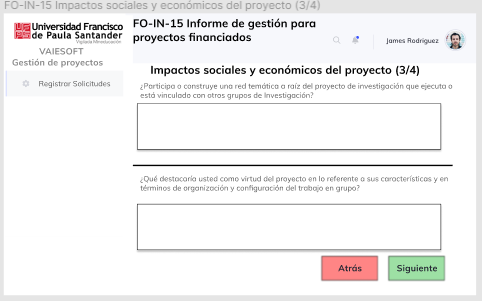 FO-IN-15 Impactos sociales y económicos del proyecto (3/4)
Universidad Francisco
de Paula Santander
Vigilada Mineducación
VAIESOFT
Gestión de proyectos
Registrar Solicitudes
FO-IN-15 Informe de gestión para
proyectos financiados
James Rodriguez
Impactos sociales y económicos del proyecto (3/4)
¿Participa o construye una red temática a raíz del proyecto de investigación que ejecuta o
está vinculada con otros grupos de Investigación?
¿Qué destacaría usted como virtud del proyecto en lo referente a sus características y en
términos de organización y configuración del trabajo en grupo?
Atrás
Siguiente